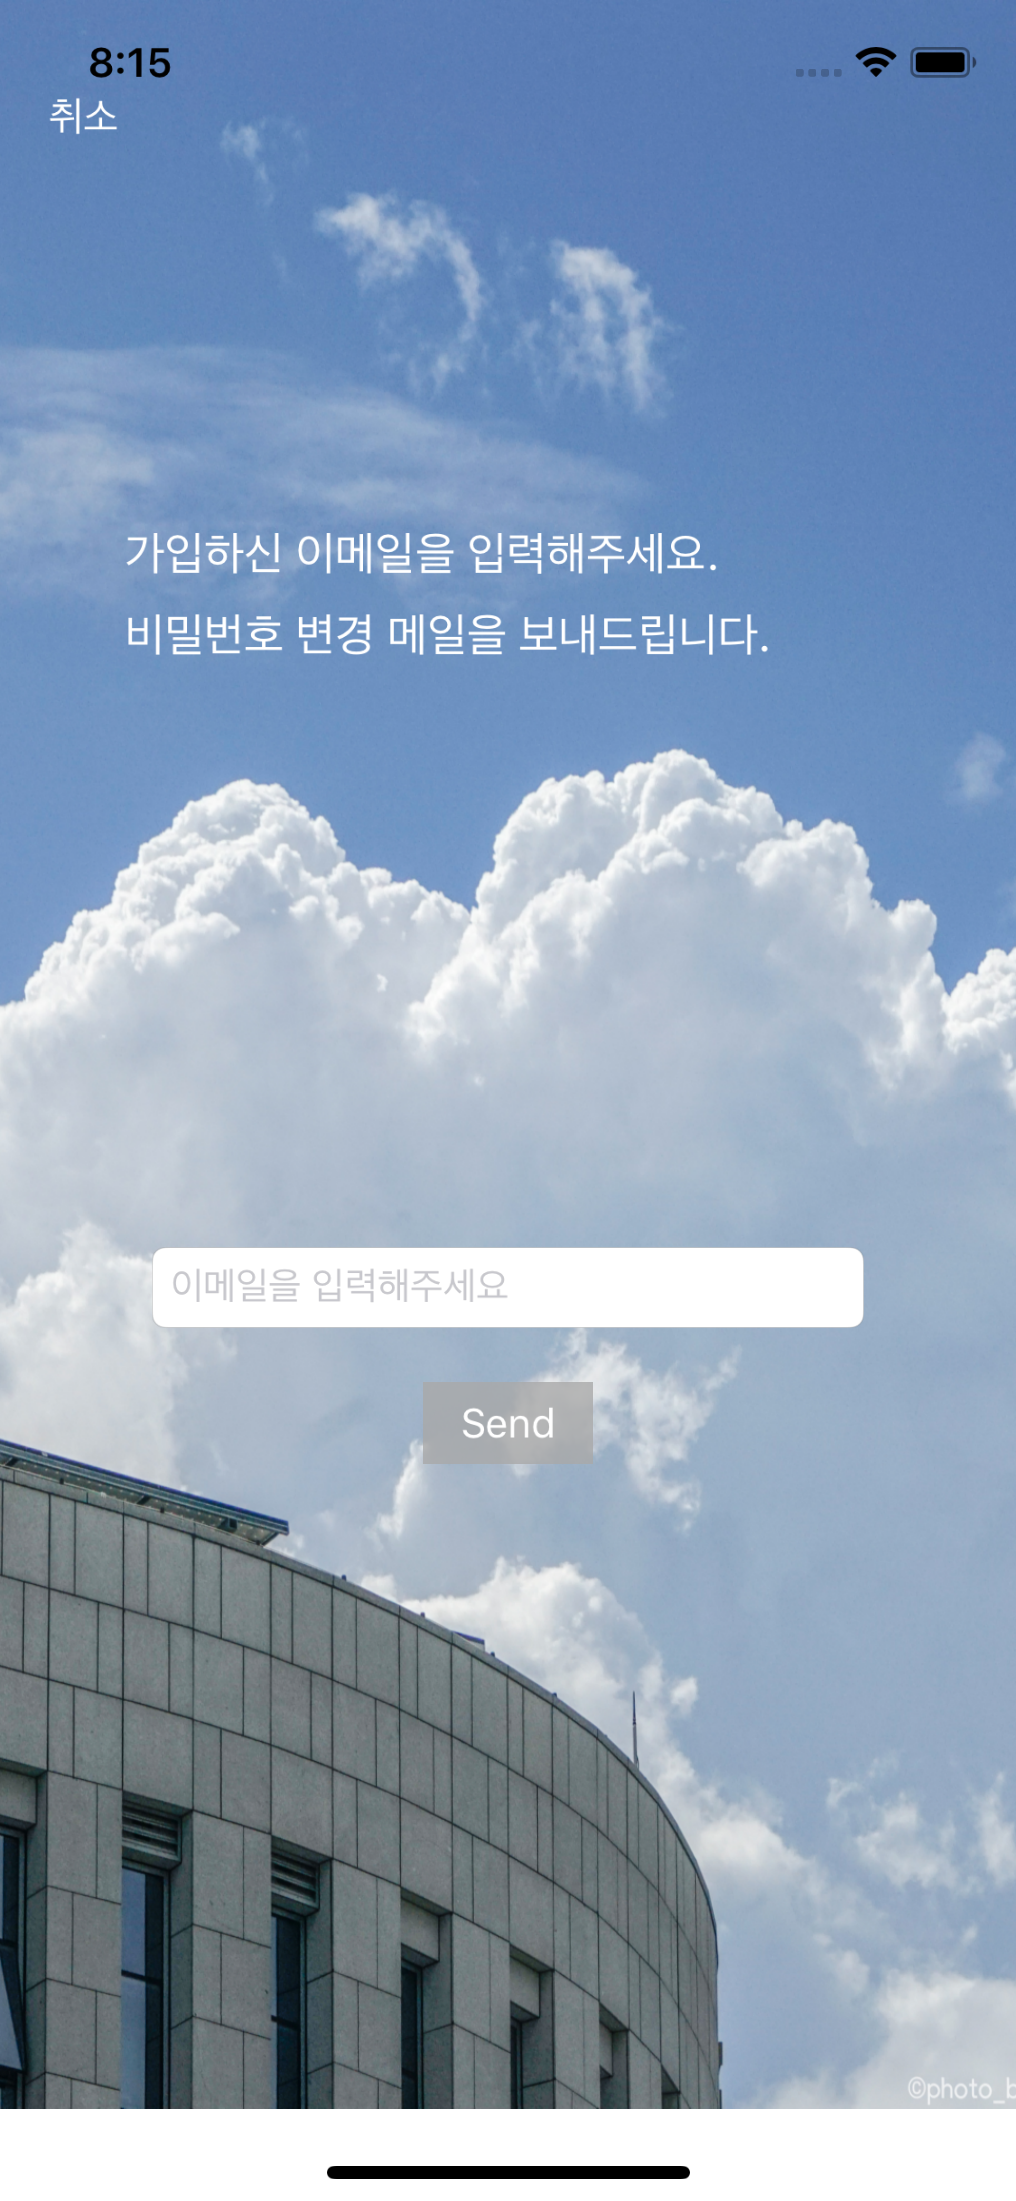 8:15
취소
가입하신 이메일을 입력해주세요.
비밀번호 변경 메일을 보내드립니다.
이메일을 입력해주세요
Send
©photo_b